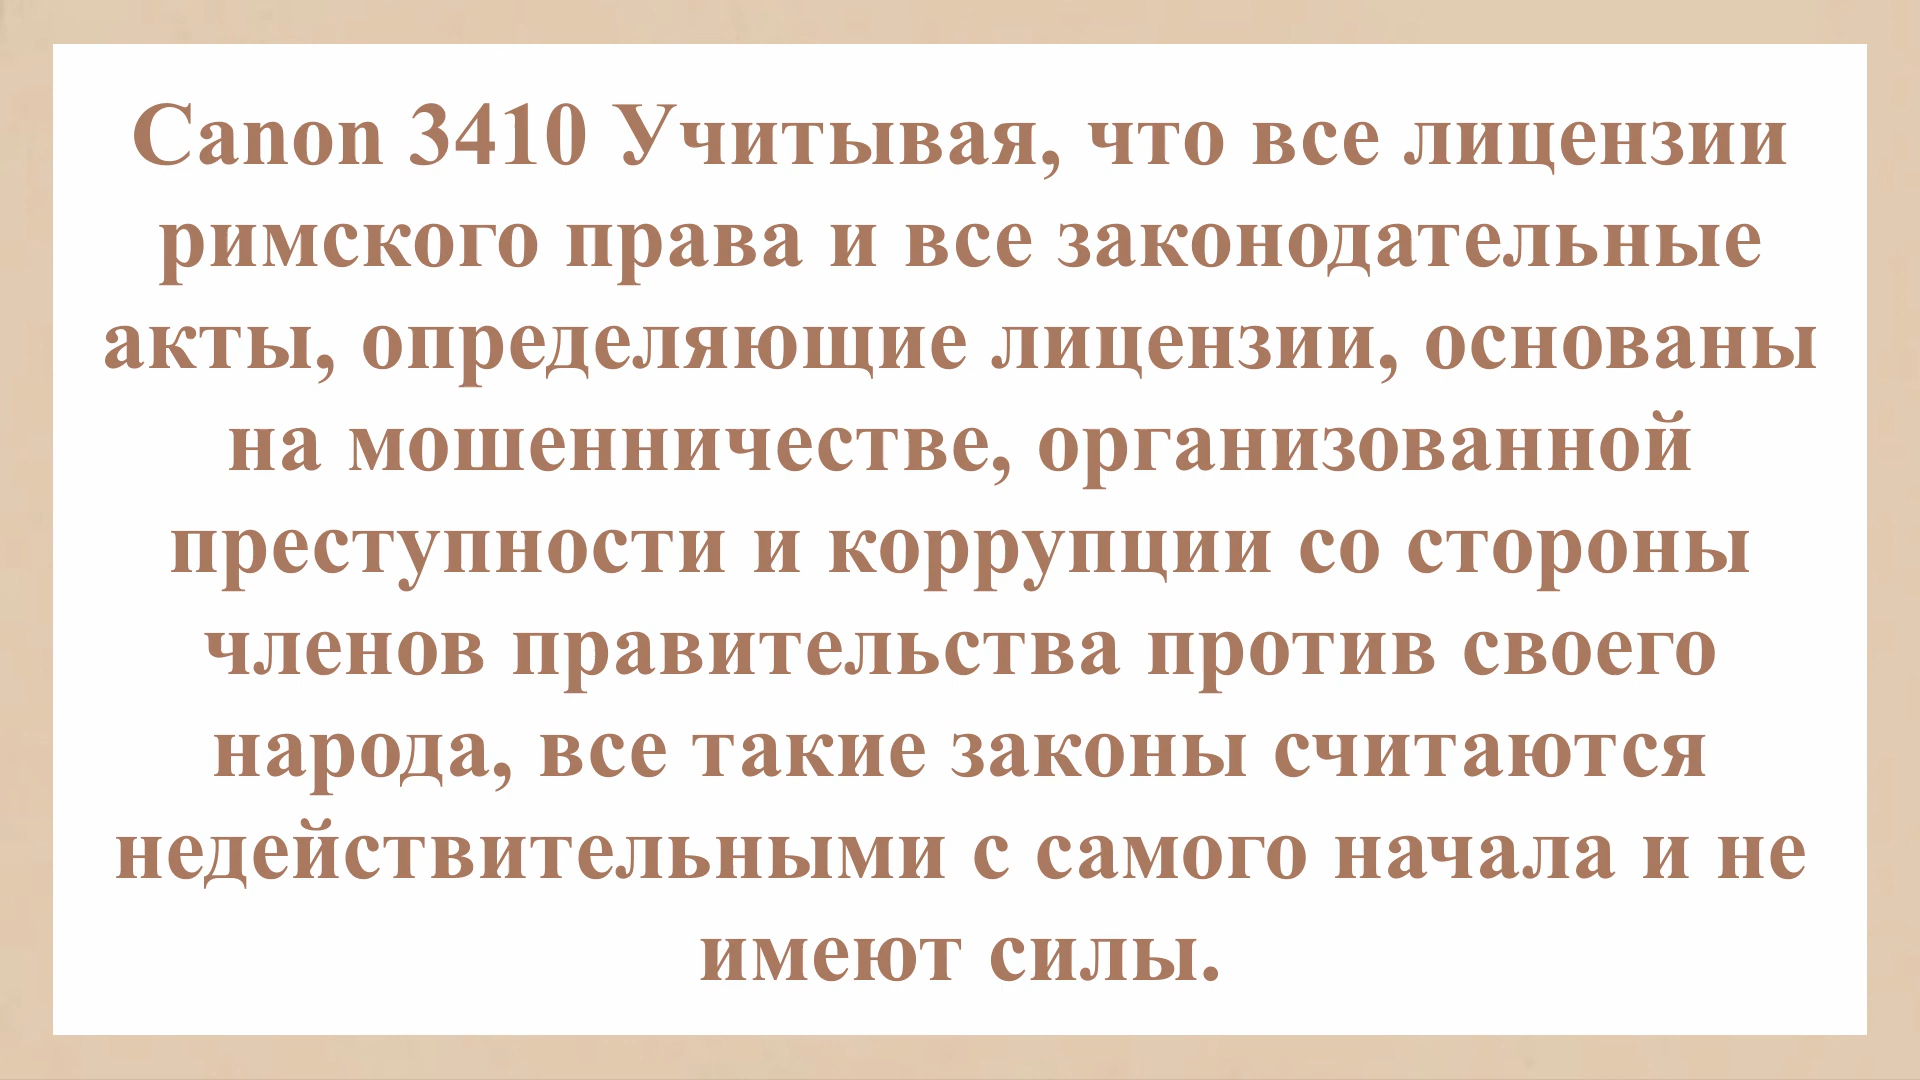 Canon 3410 Учитывая, что все лицензии
римского права и все законодательные
акты, определяющие лицензии, основаны
на мошенничестве, организованной
преступности и коррупции со стороны
членов правительства против своего
народа, все такие законы считаются
недействительными с самого начала и не
имеют силы.